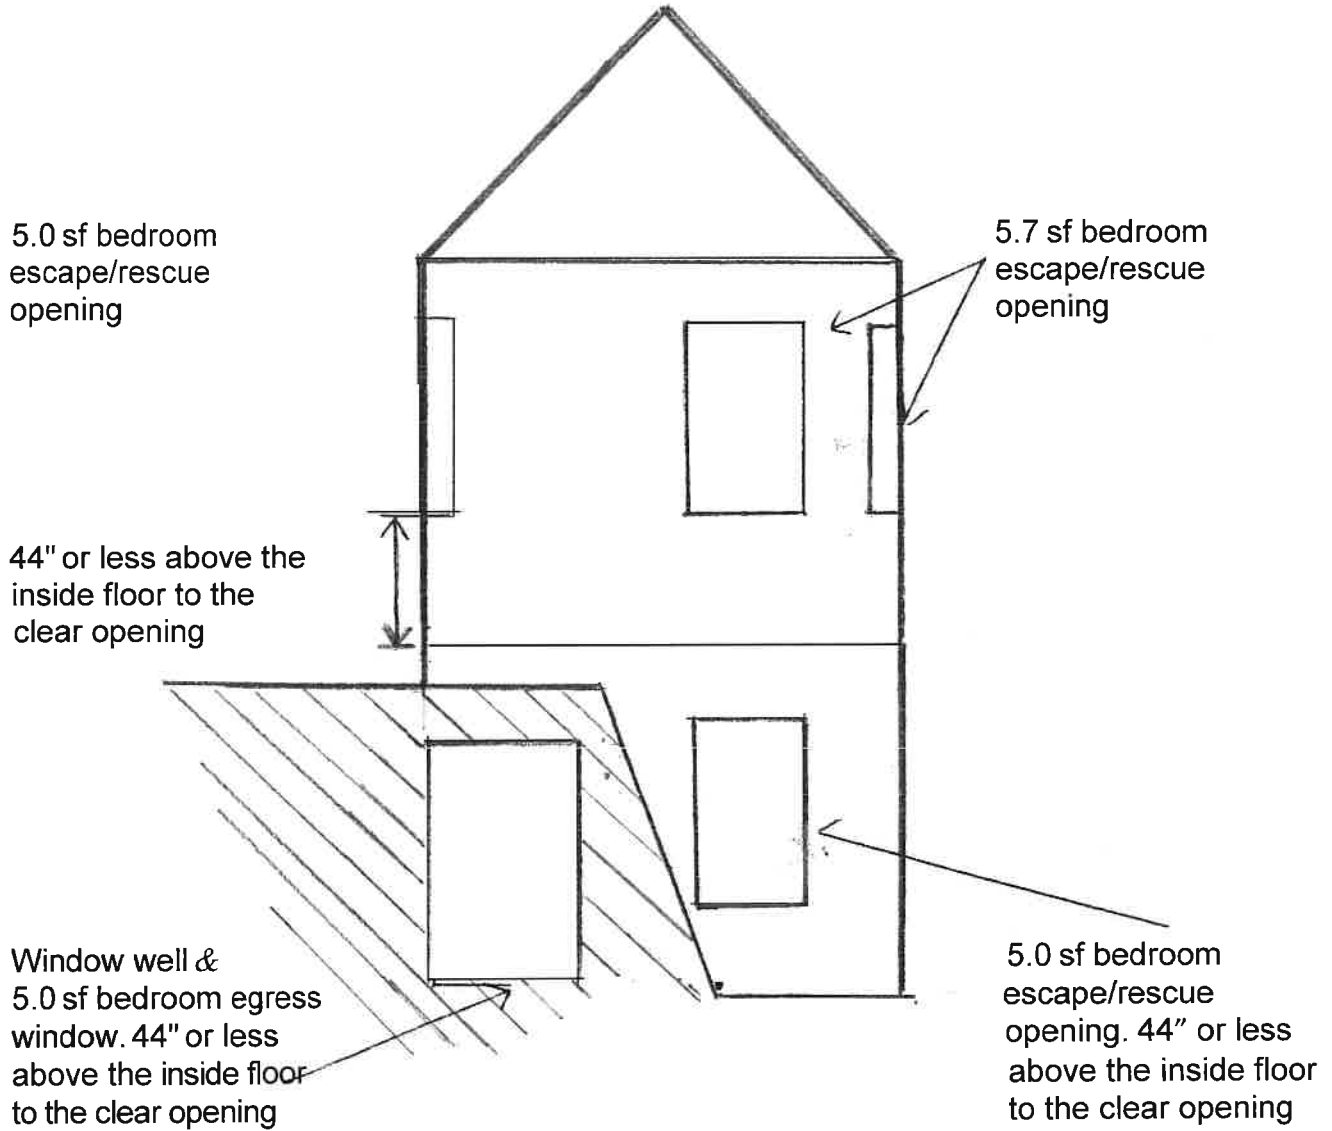 5.0 sf bedroom
escape/rescue
opening
5.7 sf bedroom
escape/rescue
opening
44" or less above the
inside floor to the
clear opening
Window well &
5.0 sf bedroom egress
window. 44" or less
above the inside floor
to the clear opening
5.0 sf bedroom
escape/rescue
opening. 44" or less
above the inside floor
to the clear opening